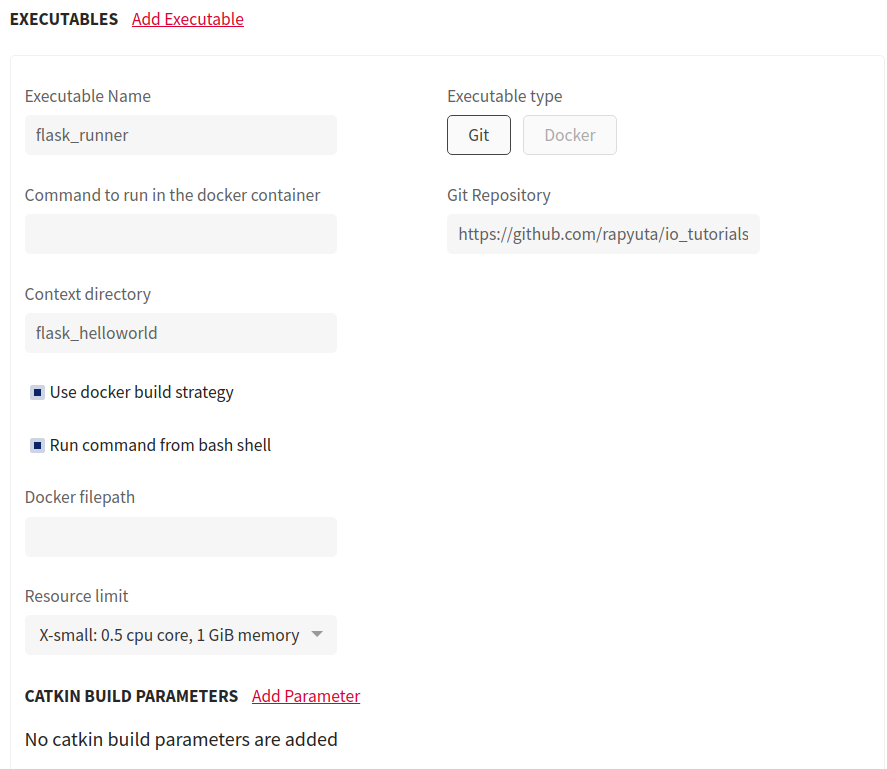 EXECUTABLES Add Executable
Executable Name
flask_runner
Executable type
Git Docker
Command to run in the docker container
Git Repository
https://github.com/rapyuta/io_tutorials
Context directory
flask_helloworld
Use docker build strategy
Run command from bash shell
Docker filepath
Resource limit
X-small: 0.5 cpu core, 1 GiB memory
CATKIN BUILD PARAMETERS Add Parameter
No catkin build parameters are added